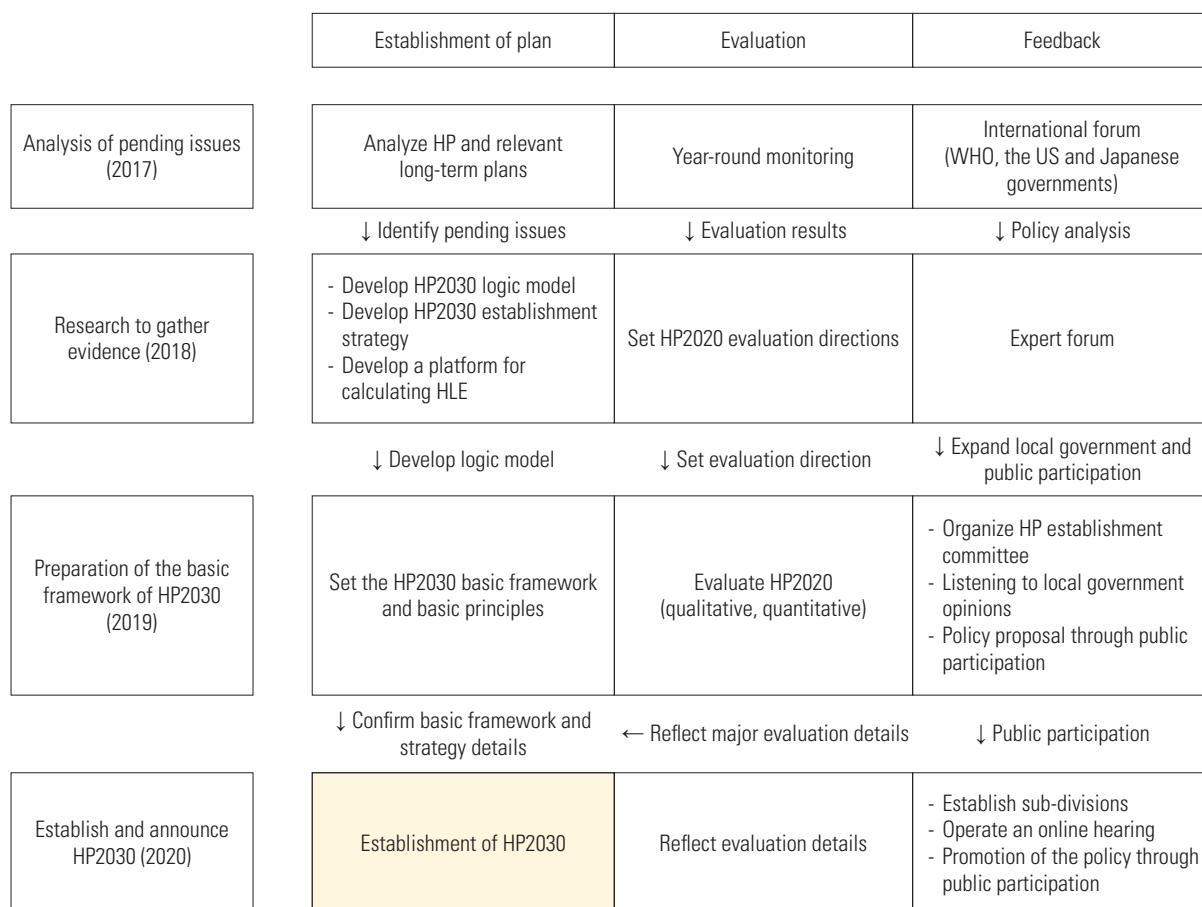 Establishment of plan
Evaluation
Feedback
Analysis of pending issues
(2017)
Analyze HP and relevant
long-term plans
Year-round monitoring
International forum
(WHO, the US and Japanese
governments)
↓ Identify pending issues
↓ Evaluation results
↓ Policy analysis
Research to gather
evidence (2018)
- Develop HP2030 logic model
- Develop HP2030 establishment
strategy
- Develop a platform for
calculating HLE
Set HP2020 evaluation directions
Expert forum
↓ Develop logic model
↓ Set evaluation direction
↓ Expand local government and
public participation
Preparation of the basic
framework of HP2030
(2019)
Set the HP2030 basic framework
and basic principles
Evaluate HP2020
(qualitative, quantitative)
- Organize HP establishment
committee
- Listening to local government
opinions
- Policy proposal through public
participation
↓ Confirm basic framework and
strategy details
← Reflect major evaluation details
↓ Public participation
Establish and announce
HP2030 (2020)
Establishment of HP2030
Reflect evaluation details
- Establish sub-divisions
- Operate an online hearing
- Promotion of the policy through
public participation